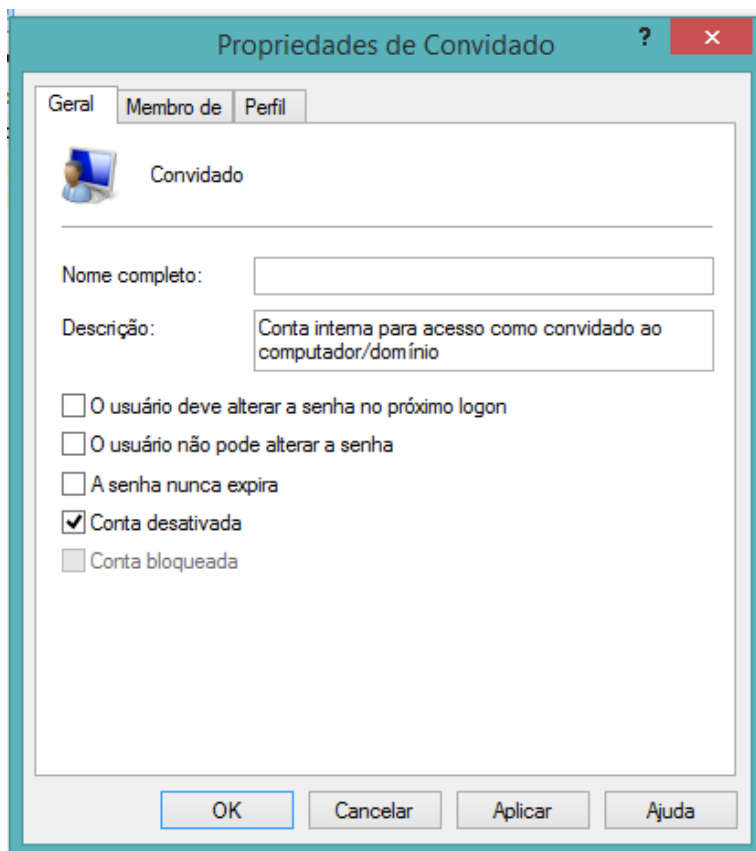 Propriedades de Convidado
?
Geral
Membro de
Perfil
Convidado
Nome completo:
Descrição:
Conta interna para acesso como convidado ao
computador/domínio
O usuário deve alterar a senha no próximo logon
O usuário não pode alterar a senha
A senha nunca expira
Conta desativada
Conta bloqueada
OK
Cancelar
Aplicar
Ajuda